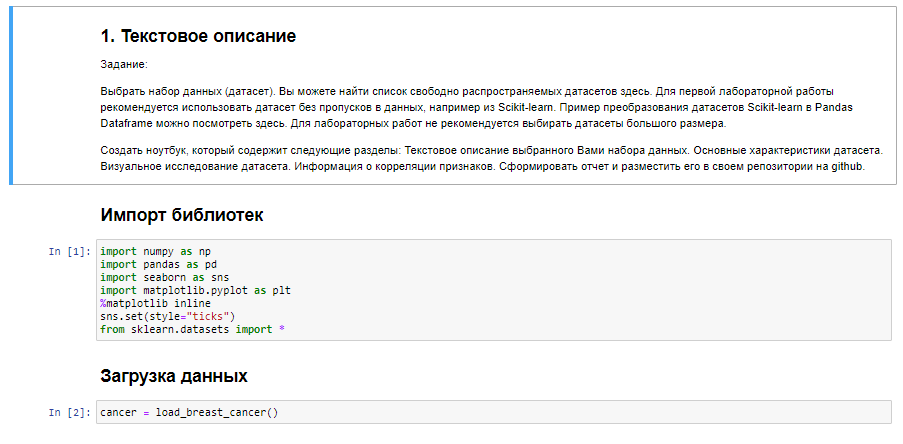 1. Текстовое описание
Задание:
Выбрать набор данных (датасет). Вы можете найти список свободно распространяемых датасетов здесь. Для первой лабораторной работы
рекомендуется использовать датасет без пропусков в данных, например из Scikit-learn. Пример преобразования датасетов Scikit-learn в Pandas
Dataframe можно посмотреть здесь. Для лабораторных работ не рекомендуется выбирать датасеты большого размера.
Создать ноутбук, который содержит следующие разделы: Текстовое описание выбранного Вами набора данных. Основные характеристики датасета.
Визуальное исследование датасета. Информация о корреляции признаков. Сформировать отчет и разместить его в своем репозитории на github.
Импорт библиотек
In [1]: import numpy as np
import pandas as pd
import seaborn as sns
import matplotlib.pyplot as plt
%matplotlib inline
sns.set(style="ticks")
from sklearn.datasets import *
Загрузка данных
In [2]: cancer = load_breast_cancer()